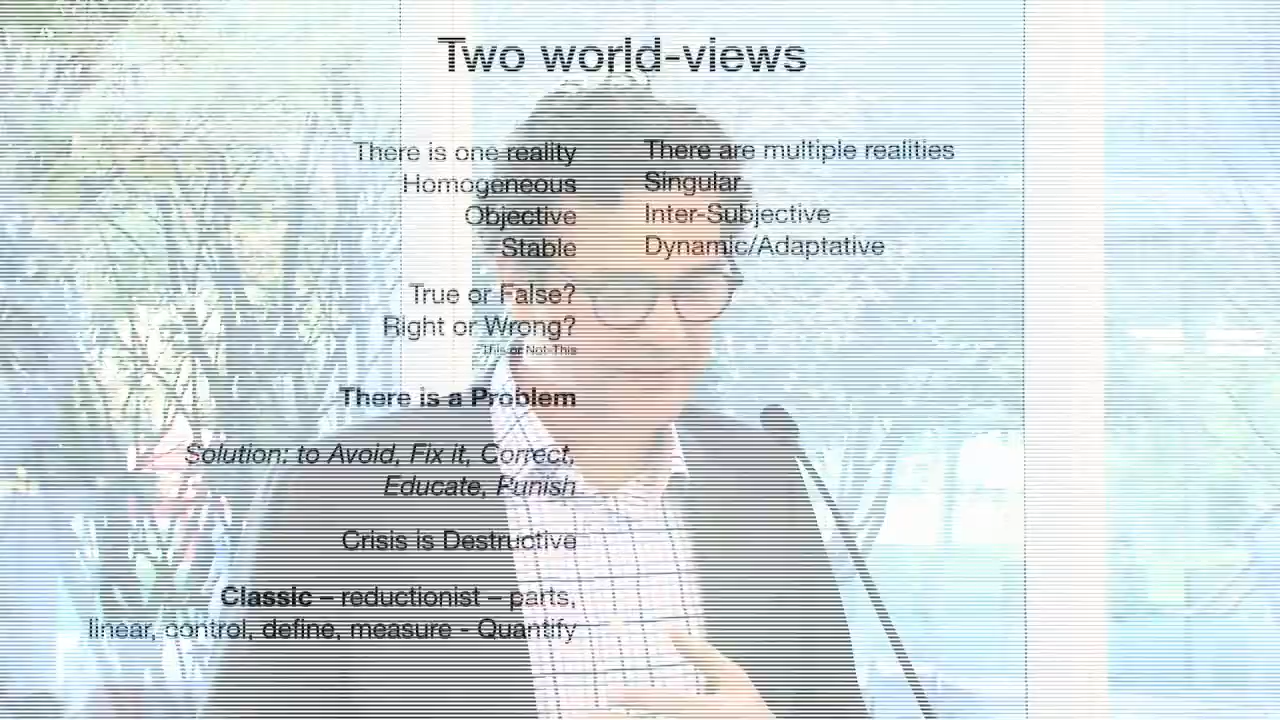 Two world-views
There is one reality
Homogeneous
Objective
Stable
True or False?
Right or Wrong?
This or Not-This
There is a Problem
Solution: to Avoid, Fix it, Correct,
Educate, Punish
Crisis is Destructive
Classic – reductionist – parts,
linear, control, define, measure - Quantify
There are multiple realities
Singular
Inter-Subjective
Dynamic/Adaptative